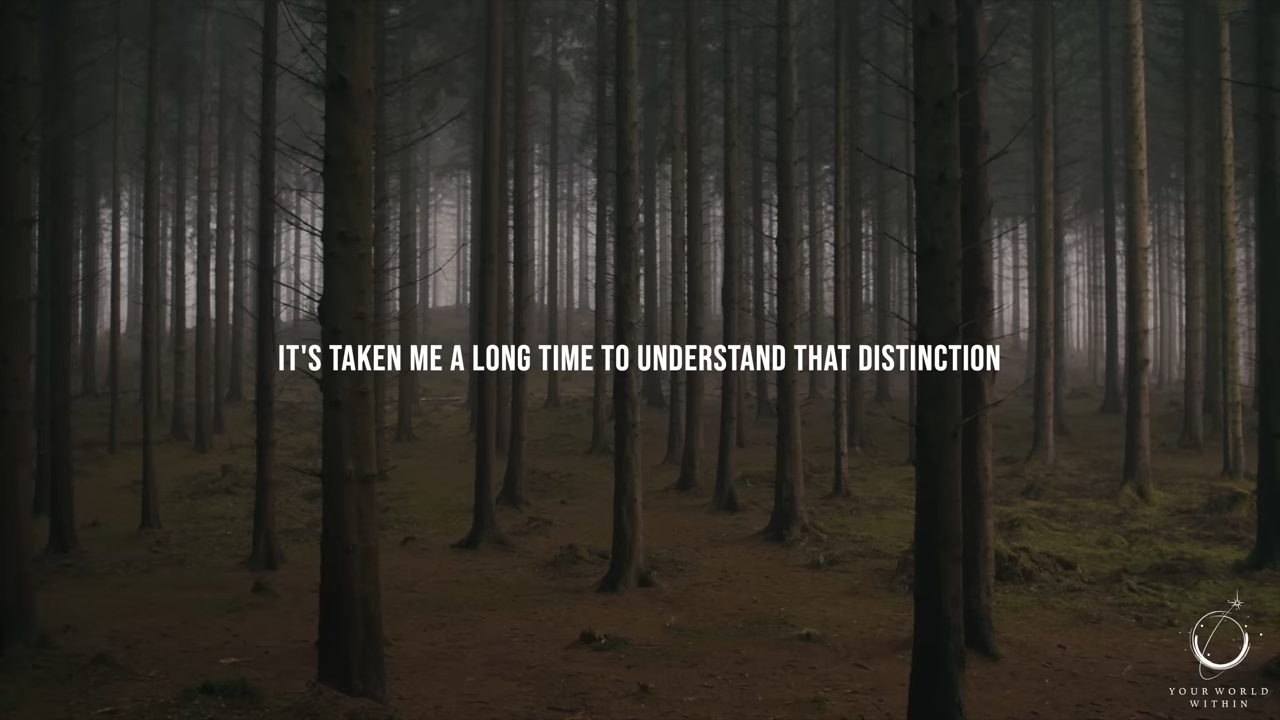 IT'S TAKEN ME A LONG TIME TO UNDERSTAND THAT DISTINCTION
YOUR WORLD
WITHIN